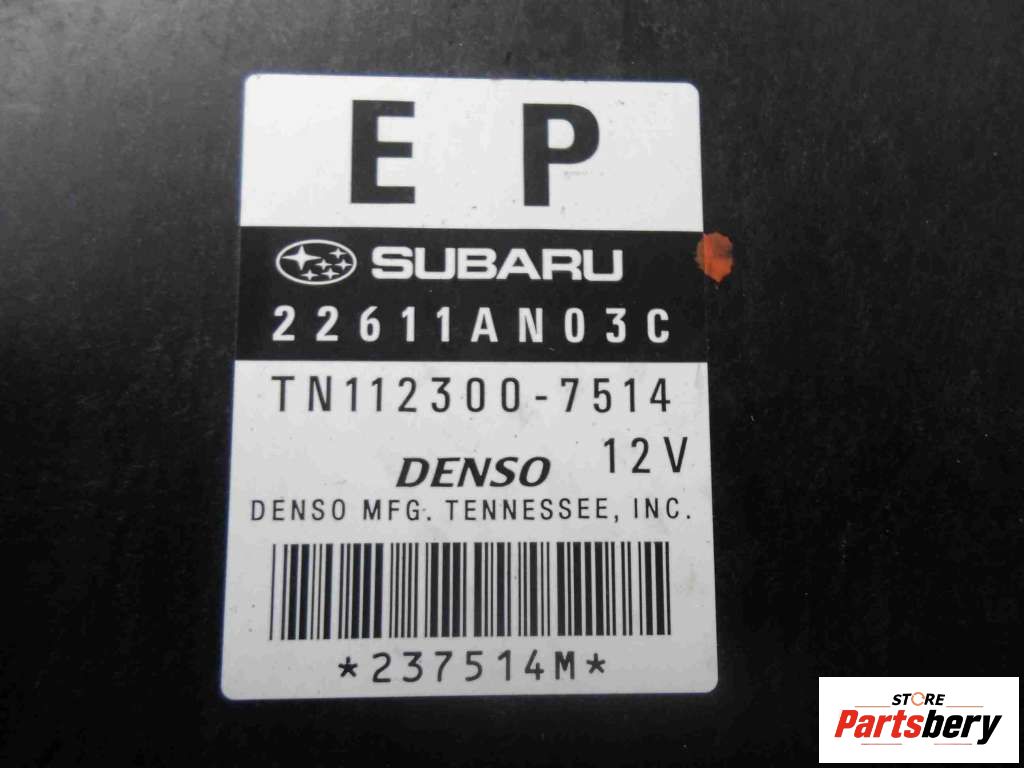 E P
SUBARU
22611AN03C
TN112300-7514
12V
DENSO
DENSO MFG. TENNESSEE, INC.
*237514M*
STORE
Partsbery